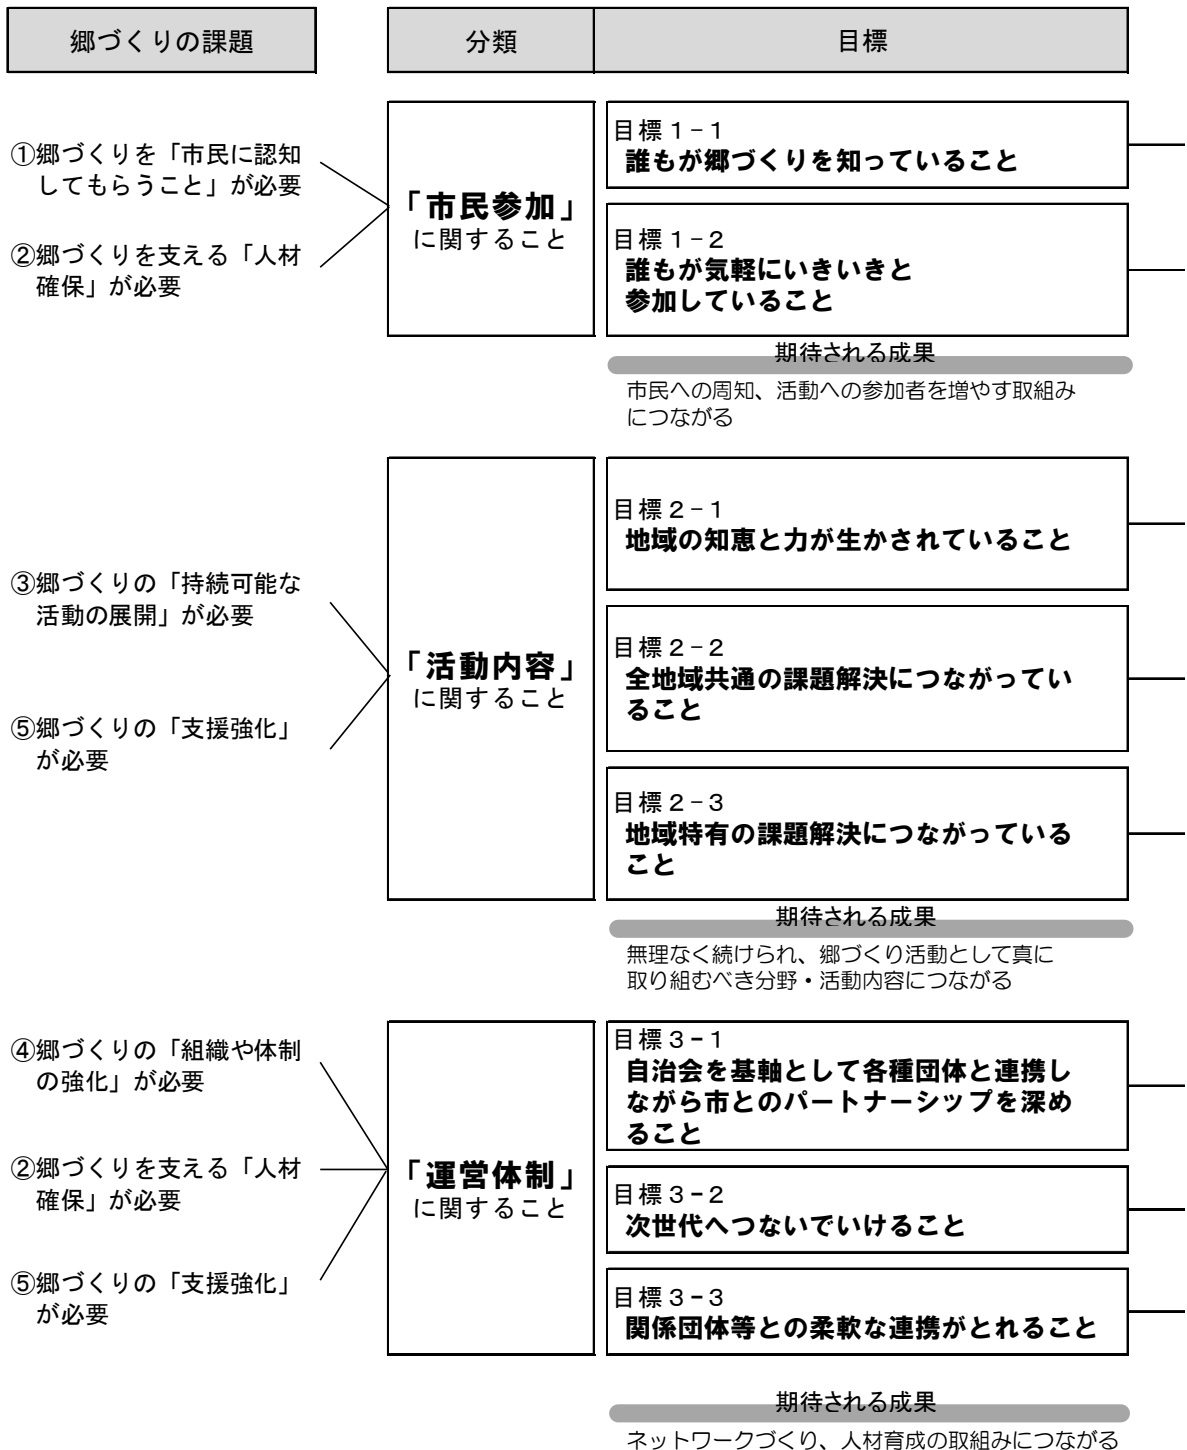 郷づくりの課題
分類
目標
①郷づくりを「市民に認知
してもらうこと」が必要
②郷づくりを支える「人材
確保」が必要
「市民参加」
に関すること
目標１－１
誰もが郷づくりを知っていること
目標１－２
誰もが気軽にいきいきと
参加していること
期待される成果
市民への周知、活動への参加者を増やす取組み
につながる
③郷づくりの「持続可能な
活動の展開」が必要
⑤郷づくりの「支援強化」
が必要
「活動内容」
に関すること
目標２－１
地域の知恵と力が生かされていること
目標２－２
全地域共通の課題解決につながってい
ること
目標２－３
地域特有の課題解決につながっている
こと
期待される成果
無理なく続けられ、郷づくり活動として真に
取り組むべき分野・活動内容につながる
④郷づくりの「組織や体制
の強化」が必要
②郷づくりを支える「人材
確保」が必要
⑤郷づくりの「支援強化」
が必要
「運営体制」
に関すること
目標３－１
自治会を基軸として各種団体と連携し
ながら市とのパートナーシップを深め
ること
目標３－２
次世代へつないでいけること
目標３－３
関係団体等との柔軟な連携がとれること
期待される成果
ネットワークづくり、人材育成の取組みにつながる